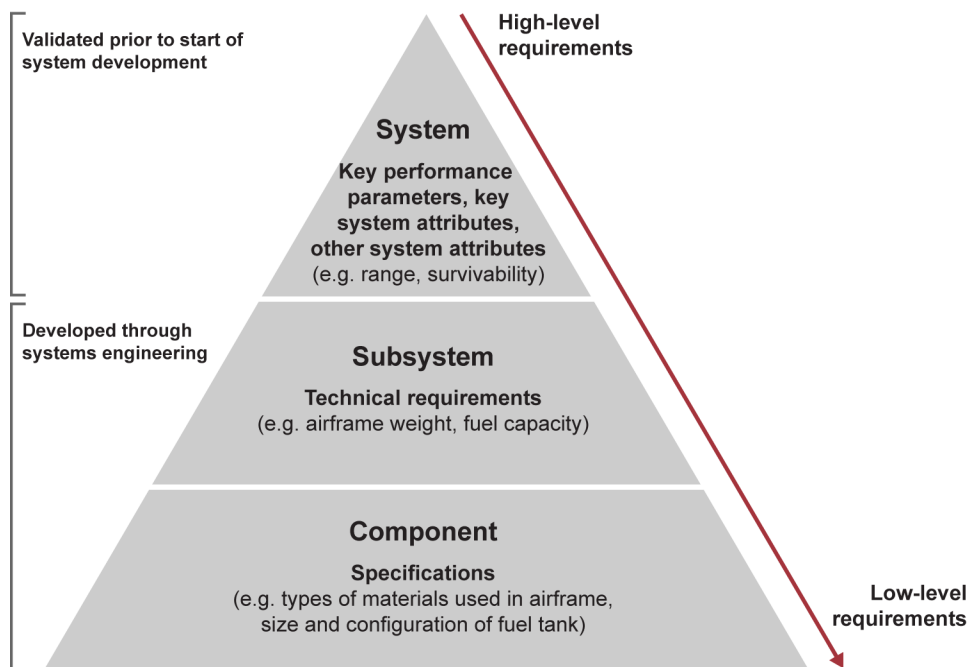 Validated prior to start of
system development
High-level
requirements
System
Key performance
parameters, key
system attributes,
other system attributes
(e.g. range, survivability)
Developed through
systems engineering
Subsystem
Technical requirements
(e.g. airframe weight, fuel capacity)
Component
Specifications
(e.g. types of materials used in airframe,
size and configuration of fuel tank)
Low-level
requirements